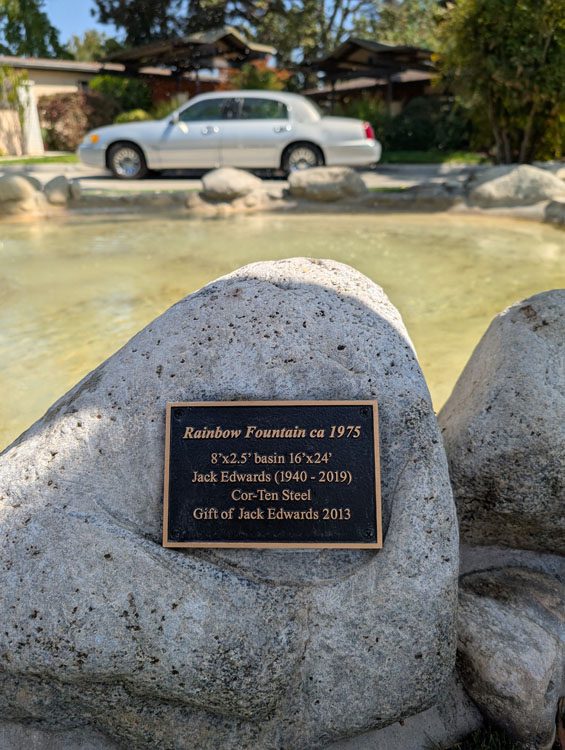 Rainbow Fountain ca 1975
8’x2.5’ basin 16’x24’
Jack Edwards (1940 - 2019)
Cor-Ten Steel
Gift of Jack Edwards 2013